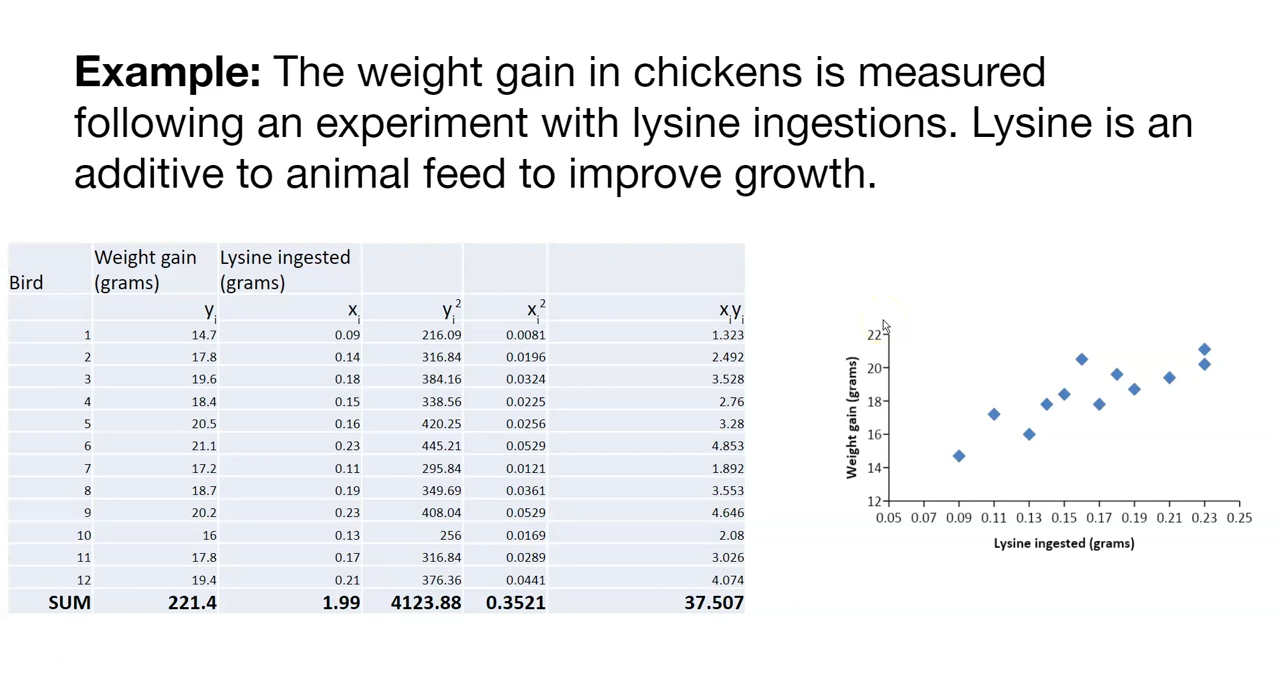 Example: The weight gain in chickens is measured
following an experiment with lysine ingestions. Lysine is an
additive to animal feed to improve growth.
Bird Weight gain (grams) Lysine ingested (grams)
yi xi yi² xi² xiyi
1 14.7 0.09 216.09 0.0081 1.323
2 17.8 0.14 316.84 0.0196 2.492
3 19.6 0.18 384.16 0.0324 3.528
4 18.4 0.15 338.56 0.0225 2.76
5 20.5 0.16 420.25 0.0256 3.28
6 21.1 0.23 445.21 0.0529 4.853
7 17.2 0.11 295.84 0.0121 1.892
8 18.7 0.19 349.69 0.0361 3.553
9 20.2 0.23 408.04 0.0529 4.646
10 16 0.13 256 0.0169 2.08
11 17.8 0.17 316.84 0.0289 3.026
12 19.4 0.21 376.36 0.0441 4.074
SUM 221.4 1.99 4123.88 0.3521 37.507
Weight gain (grams)
22
20
18
16
14
12
0.05 0.07 0.09 0.11 0.13 0.15 0.17 0.19 0.21 0.23 0.25
Lysine ingested (grams)